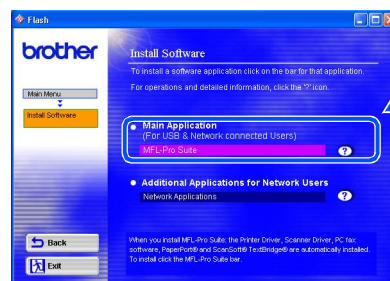 Flash
brother
Install Software
To install a software application click on the bar for that application.
For operations and detailed information, click the '?' icon.
Main Menu
Install Software
Main Application
(For USB & Network connected Users)
MFL-Pro Suite
?
Additional Applications for Network Users
Network Applications
?
Back
Exit
When you install MFL-Pro Suite: the Printer Driver, Scanner Driver, PC fax
software, PaperPort® and ScanSoft® TextBridge® are automatically installed.
To install click the MFL-Pro Suite bar.